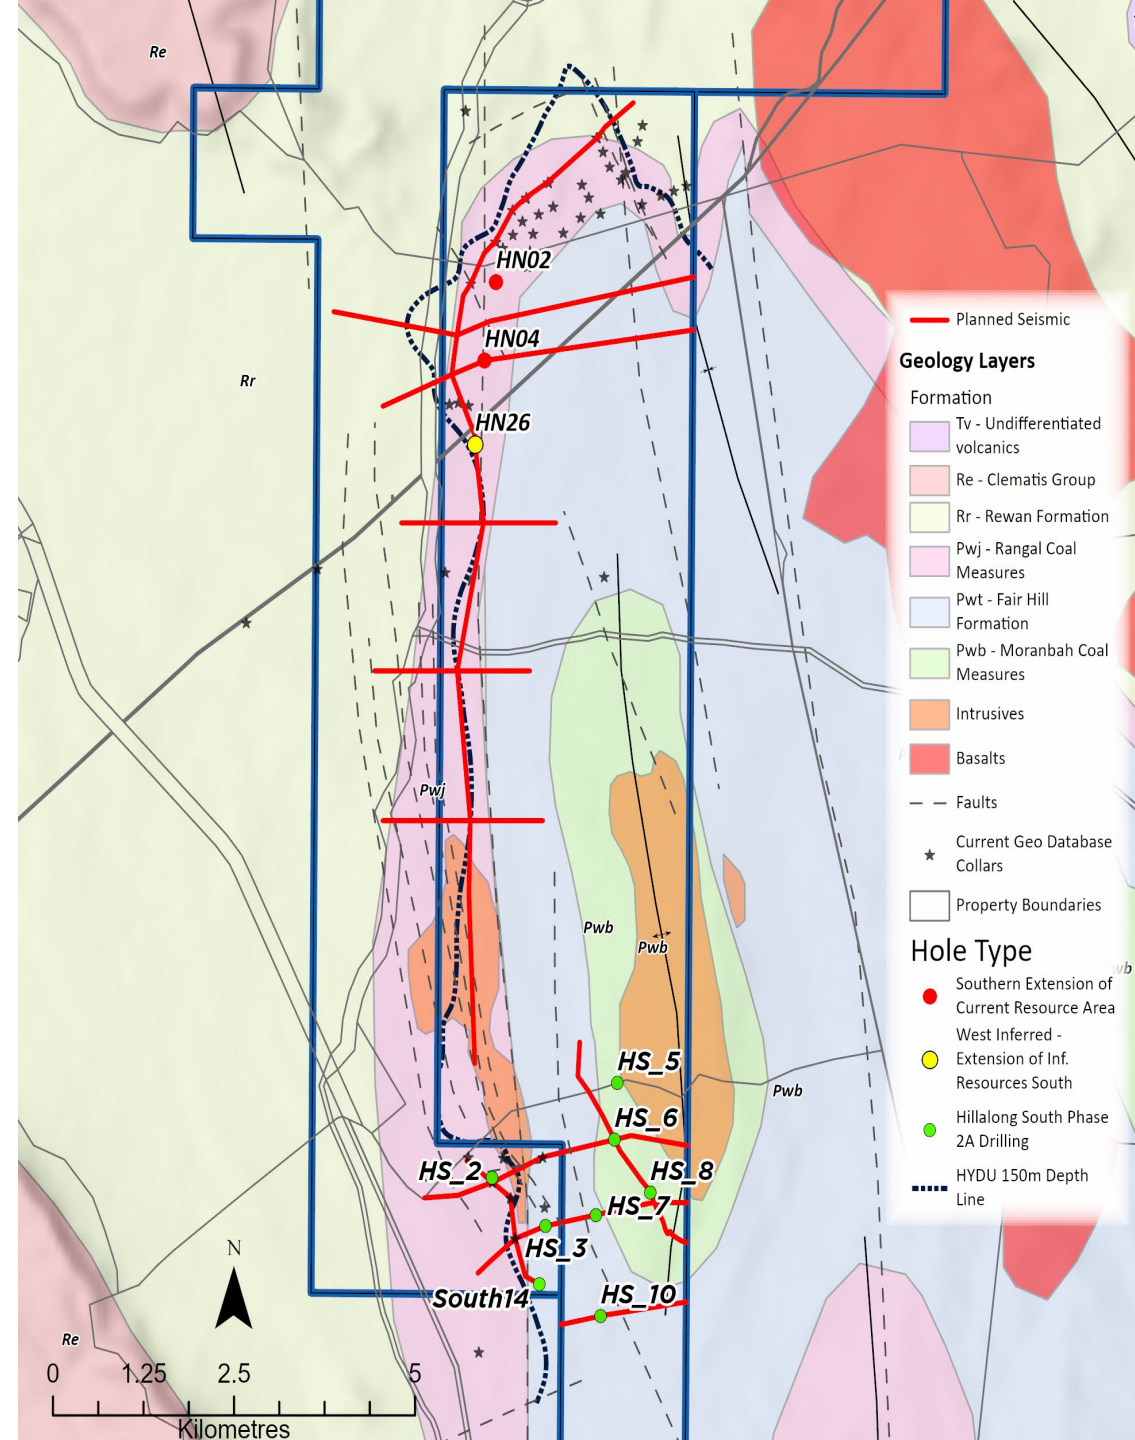 Re
HN02
HN04
Rr
HN26
Pwj
Pwb
Pwb
HS_5
Pwb
HS_6
HS_2
HS_8
HS_7
HS_3
South14
HS_10
Re
N
0 1.25 2.5 5
Kilometres
Planned Seismic
Geology Layers
Formation
Tv - Undifferentiated
volcanics
Re - Clematis Group
Rr - Rewan Formation
Pwj - Rangal Coal
Measures
Pwt - Fair Hill
Formation
Pwb - Moranbah Coal
Measures
Intrusives
Basalts
Faults
Current Geo Database
Collars
Property Boundaries
Hole Type
Southern Extension of
Current Resource Area
West Inferred -
Extension of Inf.
Resources South
Hillalong South Phase
2A Drilling
HYDU 150m Depth
Line